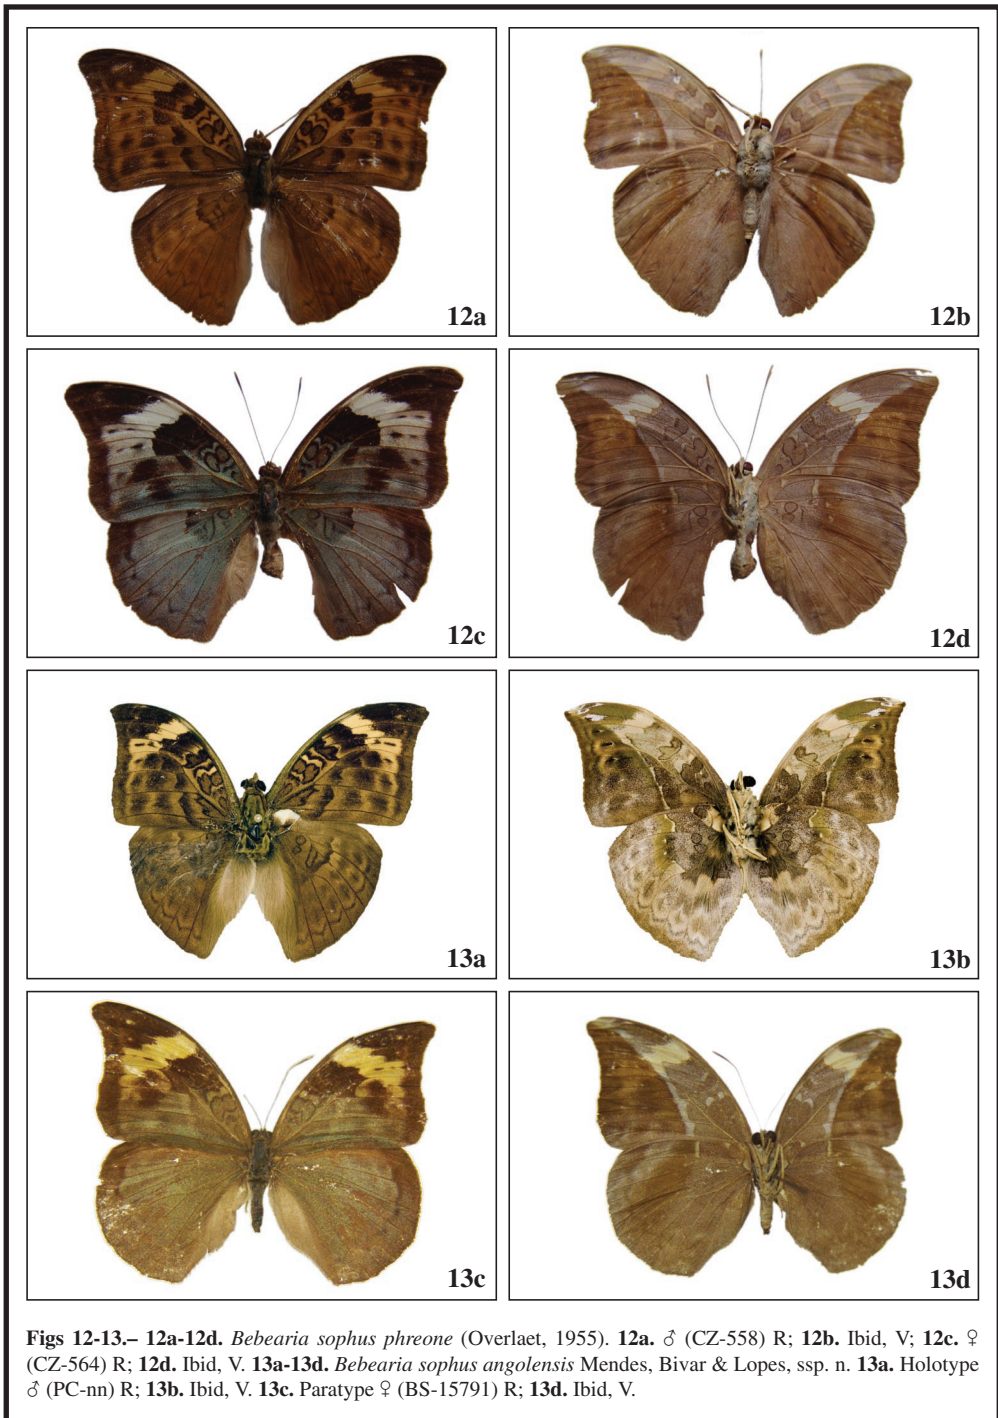 12a
12b
12c
12d
13a
13b
13c
13d
Figs 12-13.– 12a-12d. Bebearia sophus phreone (Overlaet, 1955). 12a. ♂ (CZ-558) R; 12b. Ibid, V; 12c. ♀
(CZ-564) R; 12d. Ibid, V. 13a-13d. Bebearia sophus angolensis Mendes, Bivar & Lopes, ssp. n. 13a. Holotype
♂ (PC-nn) R; 13b. Ibid, V. 13c. Paratype ♀ (BS-15791) R; 13d. Ibid, V.